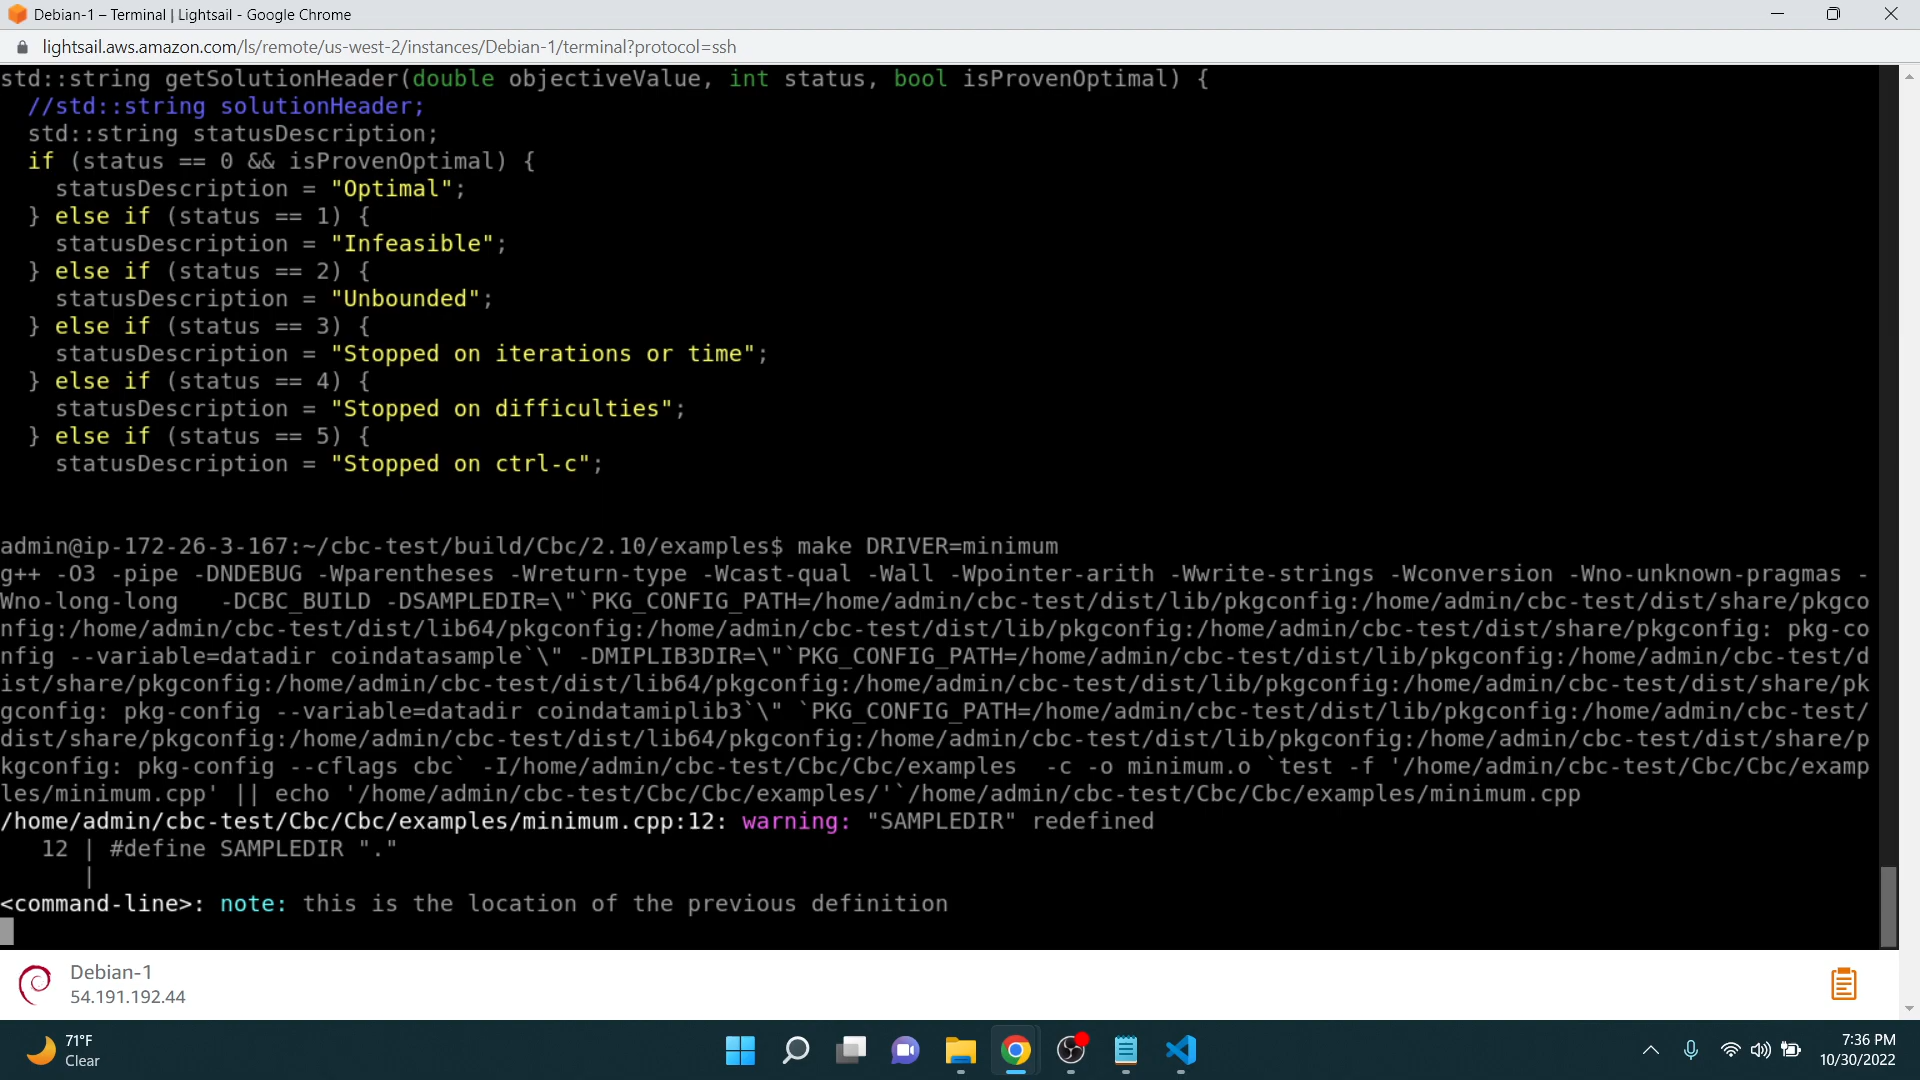 Debian-1 – Terminal | Lightsail - Google Chrome
lightsail.aws.amazon.com/ls/remote/us-west-2/instances/Debian-1/terminal?protocol=ssh
std::string getSolutionHeader(double objectiveValue, int status, bool isProvenOptimal) {
  //std::string solutionHeader;
  std::string statusDescription;
  if (status == 0 && isProvenOptimal) {
    statusDescription = "Optimal";
  } else if (status == 1) {
    statusDescription = "Infeasible";
  } else if (status == 2) {
    statusDescription = "Unbounded";
  } else if (status == 3) {
    statusDescription = "Stopped on iterations or time";
  } else if (status == 4) {
    statusDescription = "Stopped on difficulties";
  } else if (status == 5) {
    statusDescription = "Stopped on ctrl-c";
admin@ip-172-26-3-167:~/cbc-test/build/Cbc/2.10/examples$ make DRIVER=minimum
g++ -O3 -pipe -DNDEBUG -Wparentheses -Wreturn-type -Wcast-qual -Wall -Wpointer-arith -Wwrite-strings -Wconversion -Wno-unknown-pragmas -
Wno-long-long   -DCBC_BUILD -DSAMPLEDIR=\"`PKG_CONFIG_PATH=/home/admin/cbc-test/dist/lib/pkgconfig:/home/admin/cbc-test/dist/share/pkgco
nfig:/home/admin/cbc-test/dist/lib64/pkgconfig:/home/admin/cbc-test/dist/lib/pkgconfig:/home/admin/cbc-test/dist/share/pkgconfig: pkg-co
nfig --variable=datadir coindatasample`\" -DMIPLIB3DIR=\"`PKG_CONFIG_PATH=/home/admin/cbc-test/dist/lib/pkgconfig:/home/admin/cbc-test/d
ist/share/pkgconfig:/home/admin/cbc-test/dist/lib64/pkgconfig:/home/admin/cbc-test/dist/lib/pkgconfig:/home/admin/cbc-test/dist/share/pk
gconfig: pkg-config --variable=datadir coindatamiplib3`\" `PKG_CONFIG_PATH=/home/admin/cbc-test/dist/lib/pkgconfig:/home/admin/cbc-test/
dist/share/pkgconfig:/home/admin/cbc-test/dist/lib64/pkgconfig:/home/admin/cbc-test/dist/lib/pkgconfig:/home/admin/cbc-test/dist/share/p
kgconfig: pkg-config --cflags cbc` -I/home/admin/cbc-test/Cbc/Cbc/examples  -c -o minimum.o `test -f '/home/admin/cbc-test/Cbc/Cbc/examp
les/minimum.cpp' || echo '/home/admin/cbc-test/Cbc/Cbc/examples/'`/home/admin/cbc-test/Cbc/Cbc/examples/minimum.cpp
/home/admin/cbc-test/Cbc/Cbc/examples/minimum.cpp:12: warning: "SAMPLEDIR" redefined
   12 | #define SAMPLEDIR "."
      |
<command-line>: note: this is the location of the previous definition
Debian-1
54.191.192.44
71°F
Clear
7:36 PM
10/30/2022